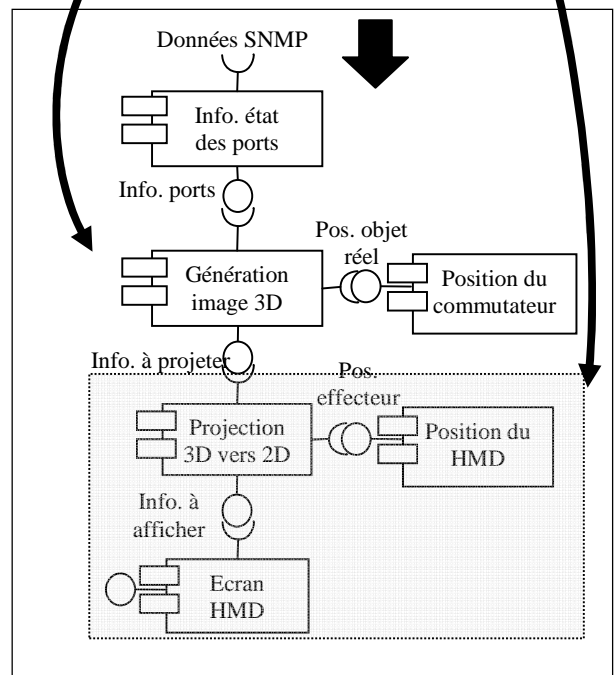 Données SNMP
Info. état
des ports
Info. ports
Pos. objet
réel
Génération
image 3D
Position du
commutateur
Info. à projeter
Pos.
effecteur
Projection
3D vers 2D
Position du
HMD
Info. à
afficher
Ecran
HMD